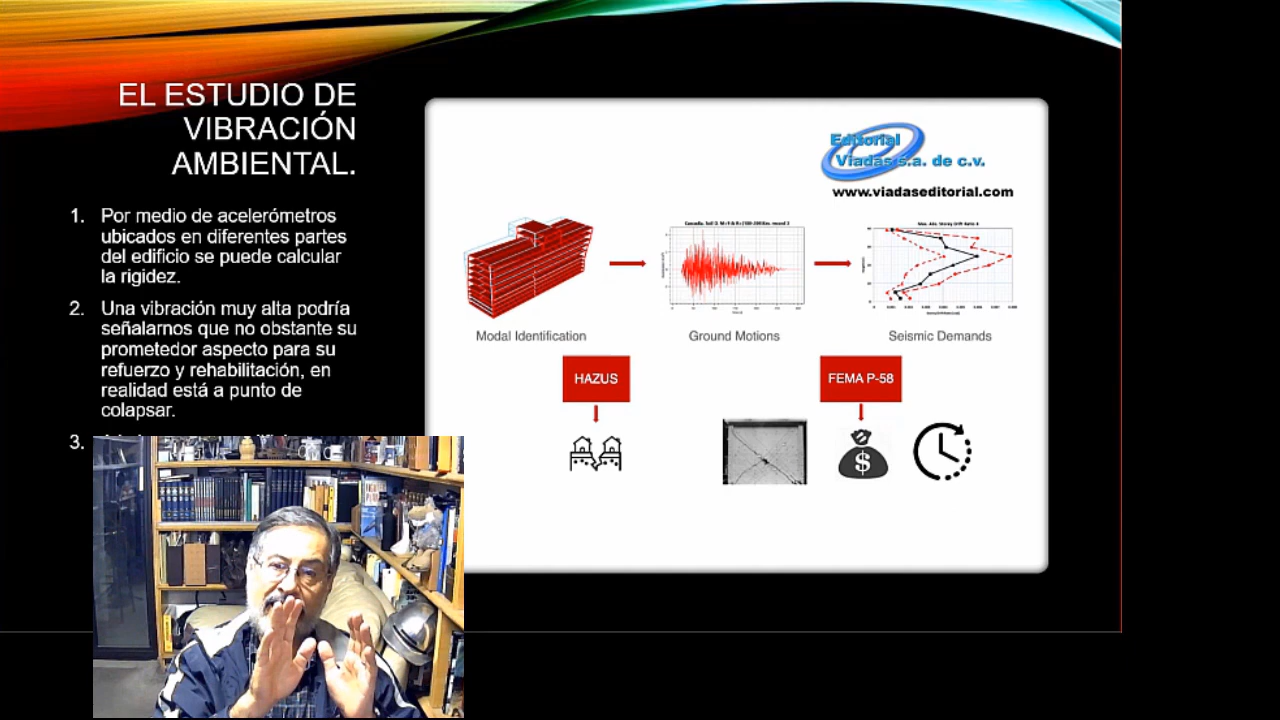 EL ESTUDIO DE
VIBRACIÓN
AMBIENTAL.
1. Por medio de acelerómetros
ubicados en diferentes partes
del edificio se puede calcular
la rigidez.
2. Una vibración muy alta podría
señalarnos que no obstante su
prometedor aspecto para su
refuerzo y rehabilitación, en
realidad está a punto de
colapsar.
3.
Editorial
Viadas s.a. de c.v.
www.viadaseditorial.com
Modal Identification
Ground Motions
Seismic Demands
HAZUS
FEMA P-58
$